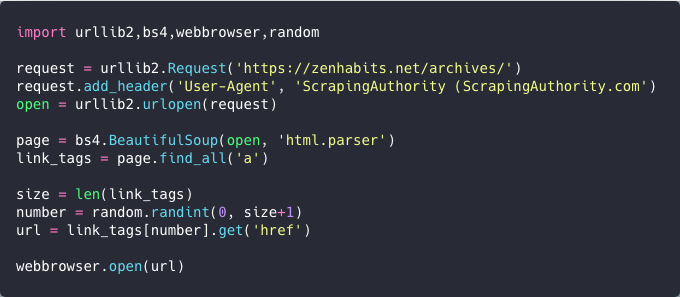 import urllib2,bs4,webbrowser,random
request = urllib2.Request('https://zenhabits.net/archives/')
request.add_header('User-Agent', 'ScrapingAuthority (ScrapingAuthority.com')
open = urllib2.urlopen(request)
page = bs4.BeautifulSoup(open, 'html.parser')
link_tags = page.find_all('a')
size = len(link_tags)
number = random.randint(0, size+1)
url = link_tags[number].get('href')
webbrowser.open(url)